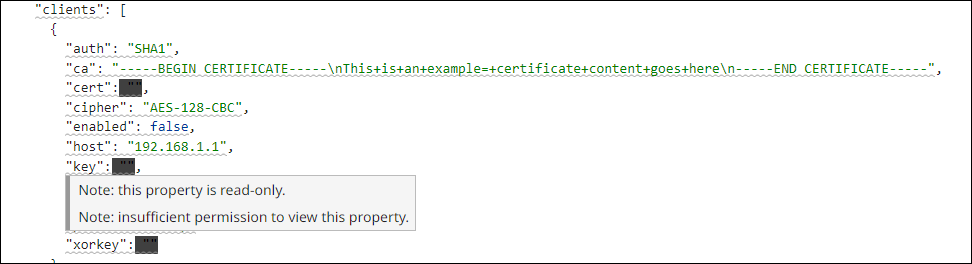 "clients": [
{
"auth": "SHA1",
"ca": "-----BEGIN CERTIFICATE-----\nThis+is+an+example=+certificate+content+goes+here\n-----END CERTIFICATE-----",
"cert": "",
"cipher": "AES-128-CBC",
"enabled": false,
"host": "192.168.1.1",
"key": "",
Note: this property is read-only.
Note: insufficient permission to view this property.
"xorkey": ""
}